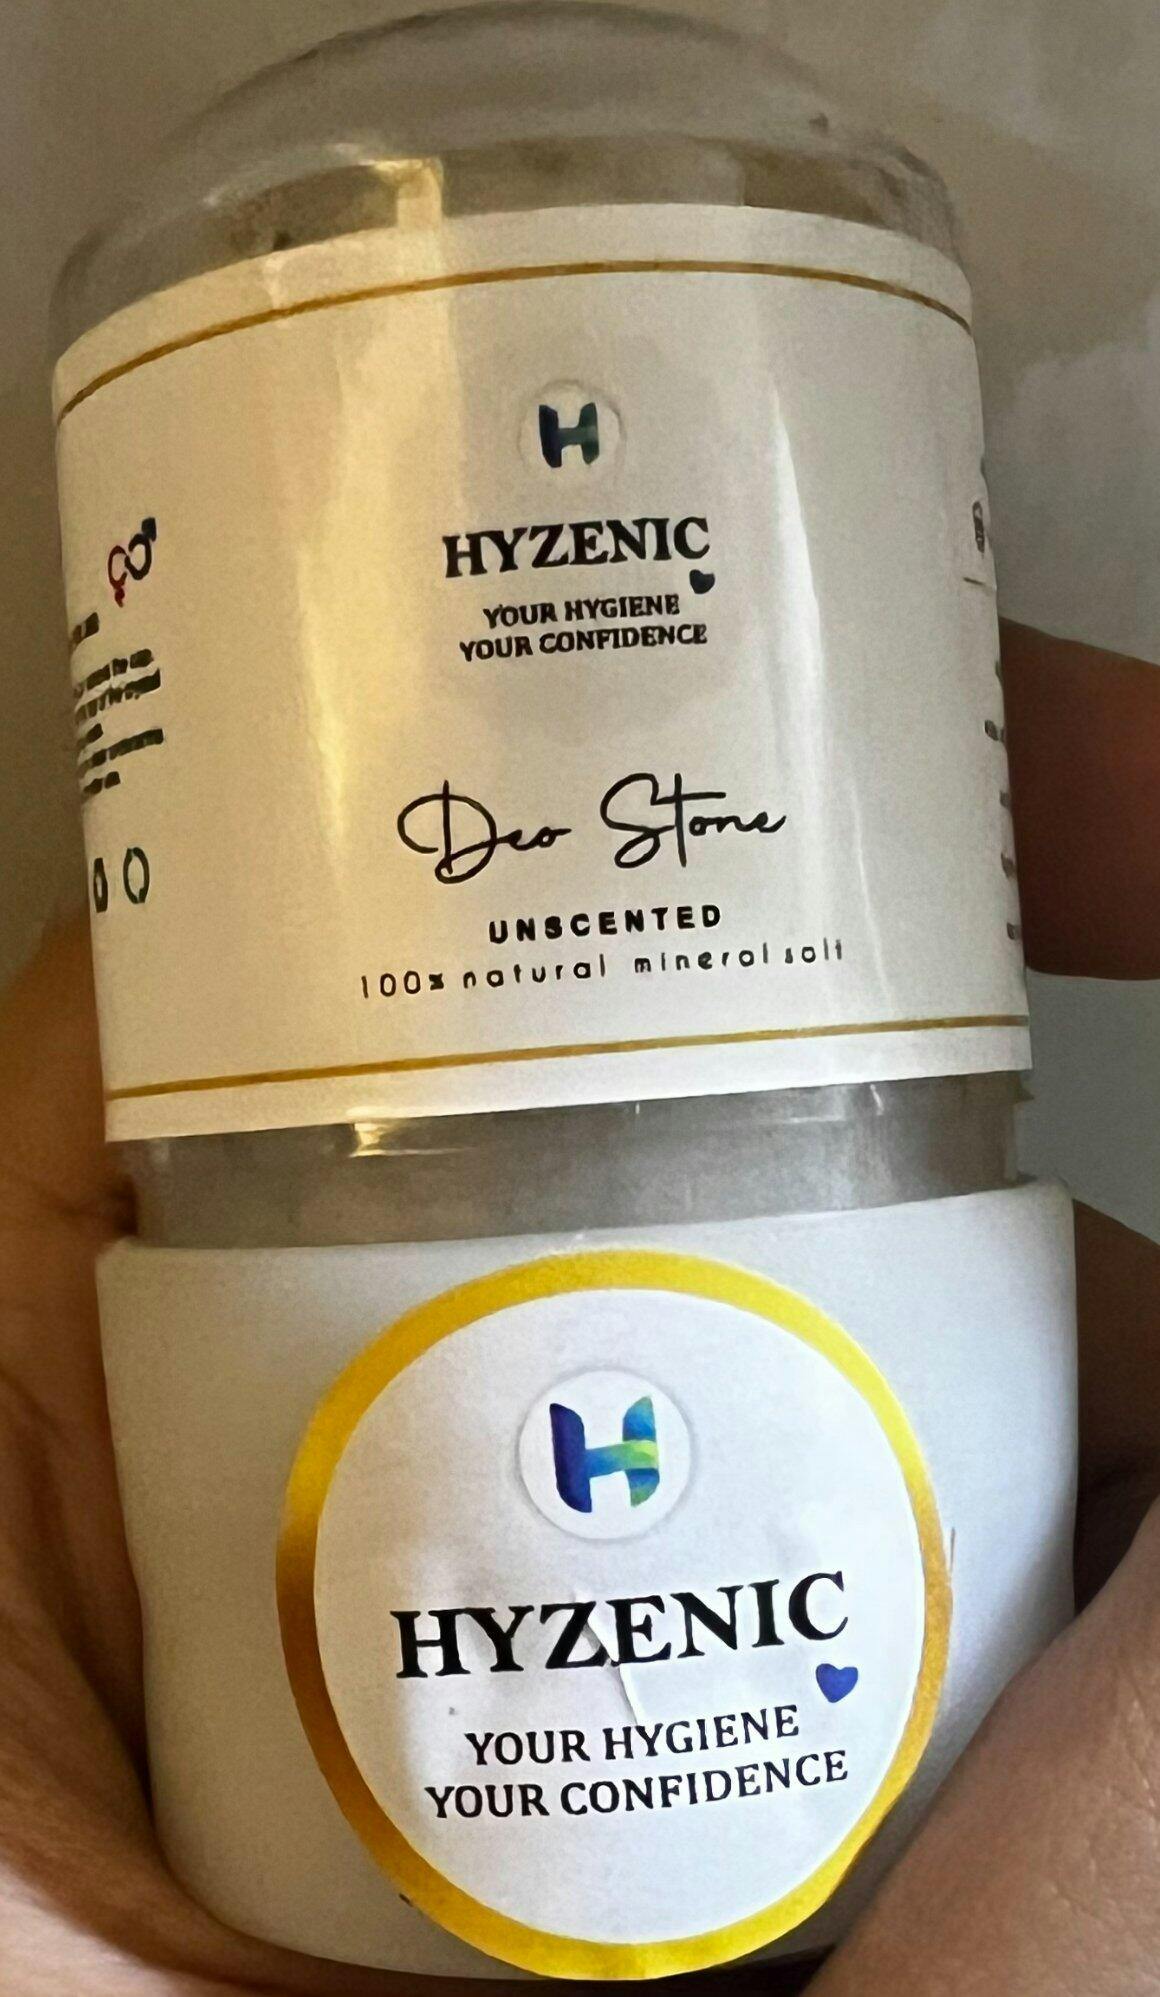 H
HYZENIC
YOUR HYGIENE
YOUR CONFIDENCE
Deo Stone
UNSCENTED
100% natural mineral salt
H
HYZENIC
YOUR HYGIENE
YOUR CONFIDENCE